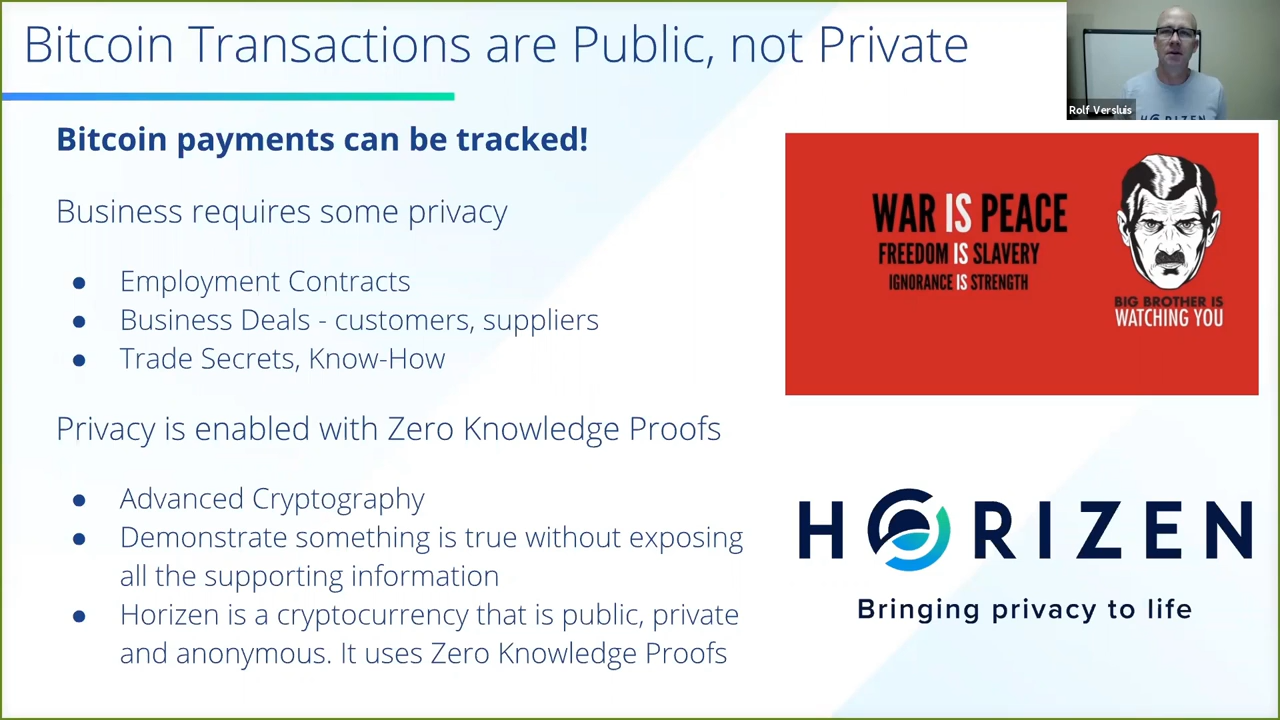 Bitcoin Transactions are Public, not Private
Rolf Versluis
HORIZEN
Bitcoin payments can be tracked!
Business requires some privacy
● Employment Contracts
● Business Deals - customers, suppliers
● Trade Secrets, Know-How
Privacy is enabled with Zero Knowledge Proofs
● Advanced Cryptography
● Demonstrate something is true without exposing
all the supporting information
● Horizen is a cryptocurrency that is public, private
and anonymous. It uses Zero Knowledge Proofs
WAR IS PEACE
FREEDOM IS SLAVERY
IGNORANCE IS STRENGTH
BIG BROTHER IS
WATCHING YOU
HORIZEN
Bringing privacy to life